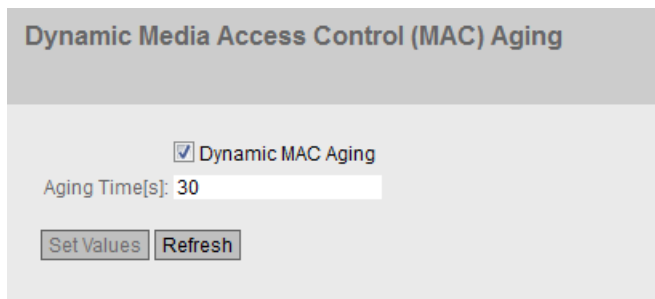 Dynamic Media Access Control (MAC) Aging
Dynamic MAC Aging
Aging Time[s]: 30
Set Values Refresh